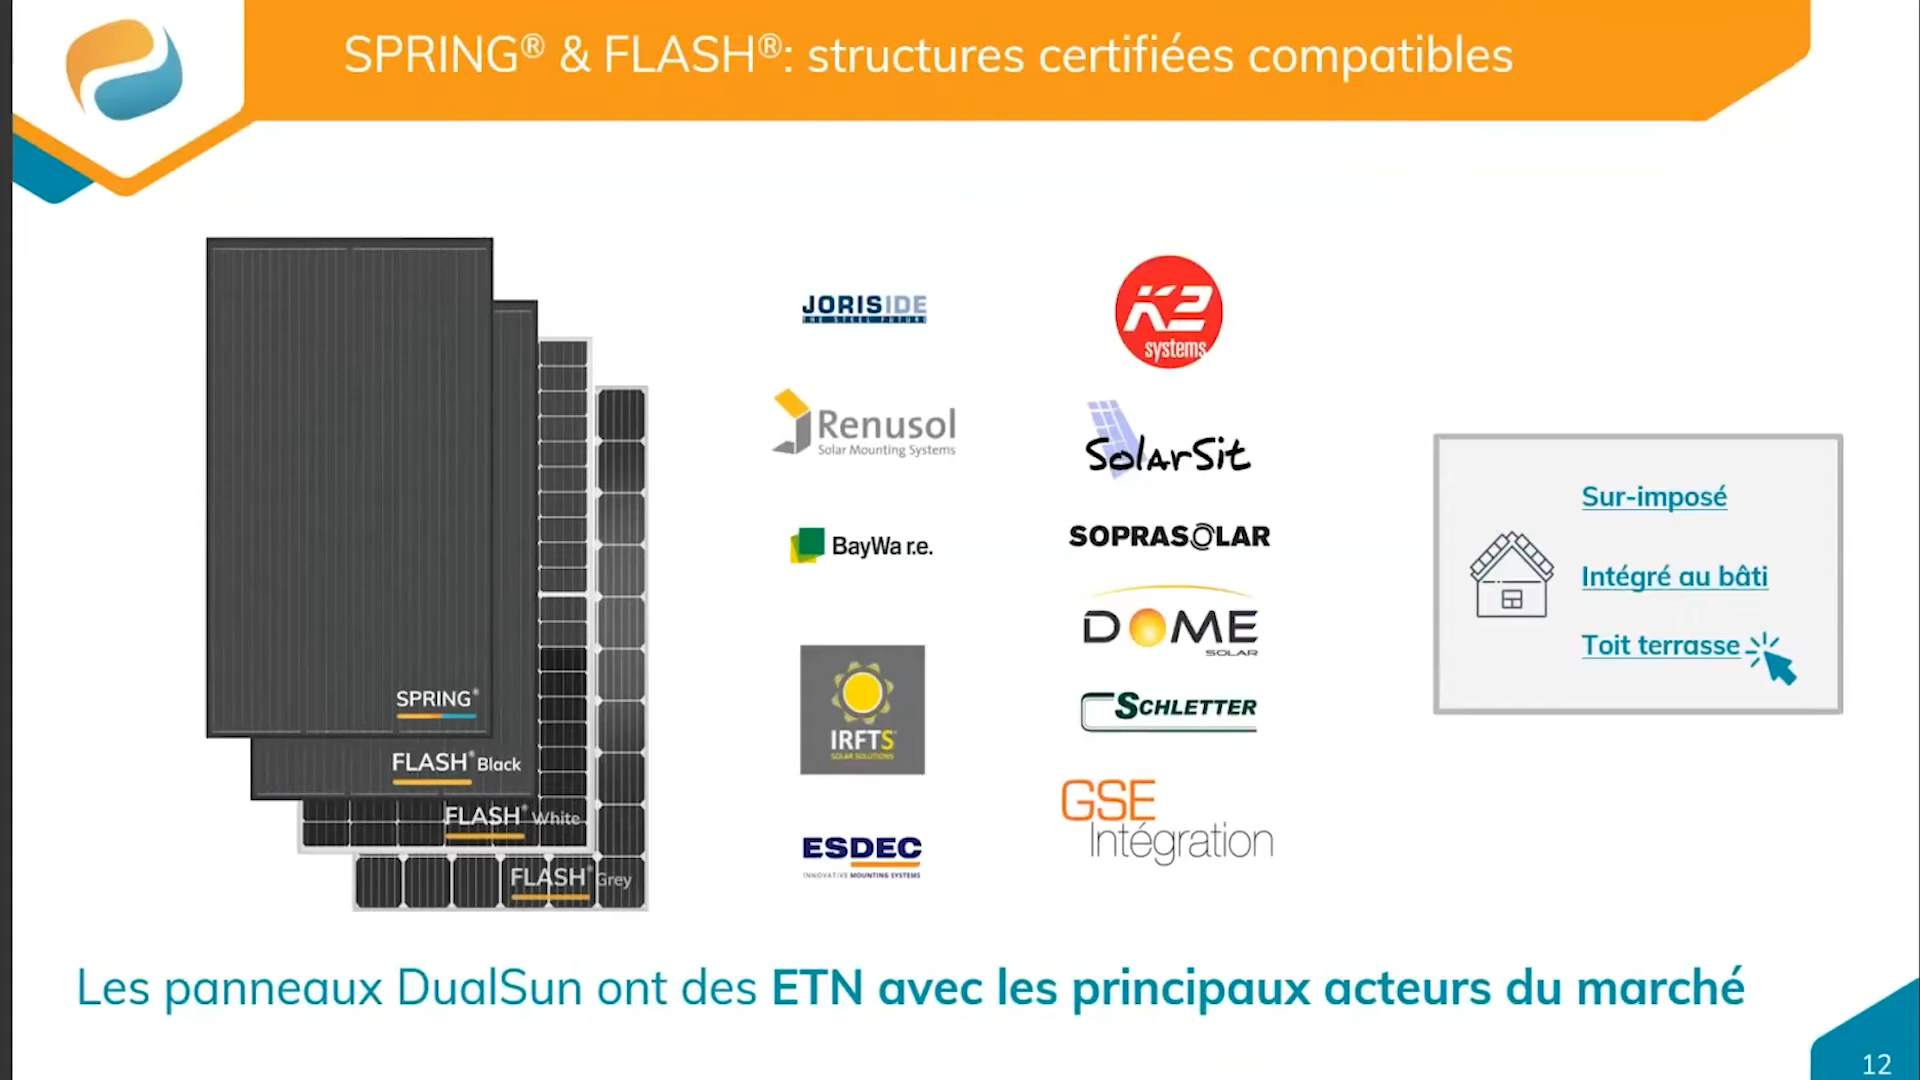 SPRING® & FLASH®: structures certifiées compatibles
SPRING®
FLASH® Black
FLASH® White
FLASH® Grey
JORISIDE
THE STEEL FUTURE
Renusol
Solar Mounting Systems
BayWa r.e.
IRFTS
SOLAR SOLUTIONS
ESDEC
INNOVATIVE MOUNTING SYSTEMS
K2
systems
SolarSit
SOPRASOLAR
DOME
SOLAR
SCHLETTER
GSE
Intégration
Sur-imposé
Intégré au bâti
Toit terrasse
Les panneaux DualSun ont des ETN avec les principaux acteurs du marché
12